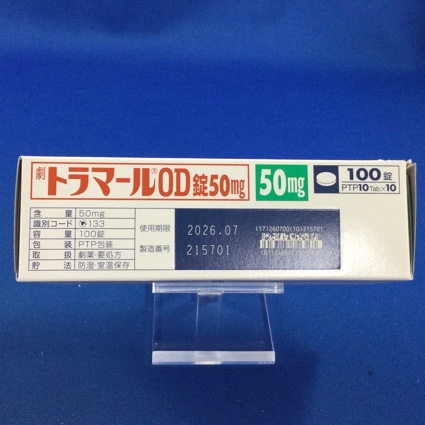 劇 トラマール®OD錠50mg 50mg 100錠
PTP10Tab.×10
含量 50mg
識別コード 133
容量 100錠
包装 PTP包装
取扱 劇薬・要処方
貯法 防湿・室温保存
使用期限 2026.07
製造番号 215701
(17)260700(10)215701